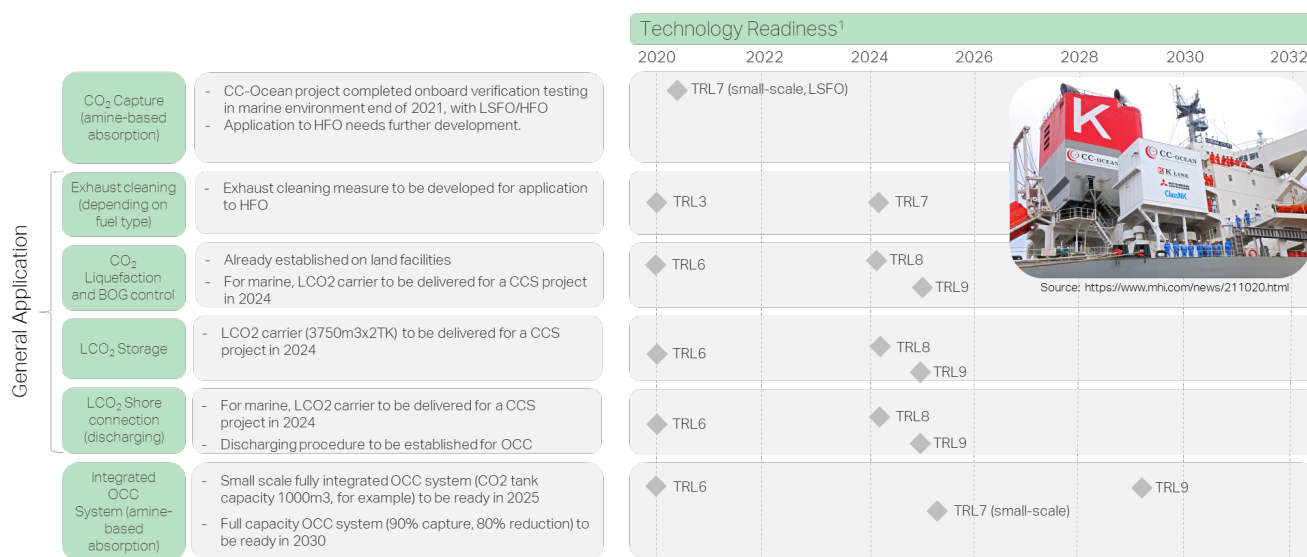 Technology Readiness1
2020 2022 2024 2026 2028 2030 2032
General Application
CO2 Capture
(amine-based
absorption)
- CC-Ocean project completed onboard verification testing
in marine environment end of 2021, with LSFO/HFO
- Application to HFO needs further development.
TRL7 (small-scale, LSFO)
K
CC-OCEAN
CC-OCEAN
K LINE
ClassNK
Source: https://www.mhi.com/news/211020.html
Exhaust cleaning
(depending on
fuel type)
- Exhaust cleaning measure to be developed for application
to HFO
TRL3
TRL7
CO2
Liquefaction
and BOG control
- Already established on land facilities
- For marine, LCO2 carrier to be delivered for a CCS project
in 2024
TRL6
TRL8
TRL9
LCO2 Storage
- LCO2 carrier (3750m3x2TK) to be delivered for a CCS
project in 2024
TRL6
TRL8
TRL9
LCO2 Shore
connection
(discharging)
- For marine, LCO2 carrier to be delivered for a CCS
project in 2024
- Discharging procedure to be established for OCC
TRL6
TRL8
TRL9
Integrated
OCC
System (amine-
based
absorption)
- Small scale fully integrated OCC system (CO2 tank
capacity 1000m3, for example) to be ready in 2025
- Full capacity OCC system (90% capture, 80% reduction) to
be ready in 2030
TRL6
TRL7 (small-scale)
TRL9